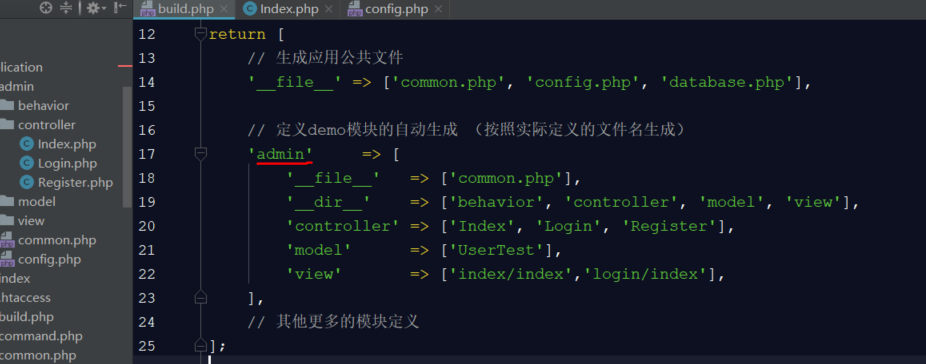 build.php
Index.php
config.php
lication
admin
behavior
controller
Index.php
Login.php
Register.php
model
view
common.php
config.php
index
.htaccess
build.php
command.php
common.php
12 return [
13 // 生成应用公共文件
14 '__file__' => ['common.php', 'config.php', 'database.php'],
15
16 // 定义demo模块的自动生成 （按照实际定义的文件名生成）
17 'admin' => [
18 '__file__' => ['common.php'],
19 '__dir__' => ['behavior', 'controller', 'model', 'view'],
20 'controller' => ['Index', 'Login', 'Register'],
21 'model' => ['UserTest'],
22 'view' => ['index/index','login/index'],
23 ],
24 // 其他更多的模块定义
25 ];